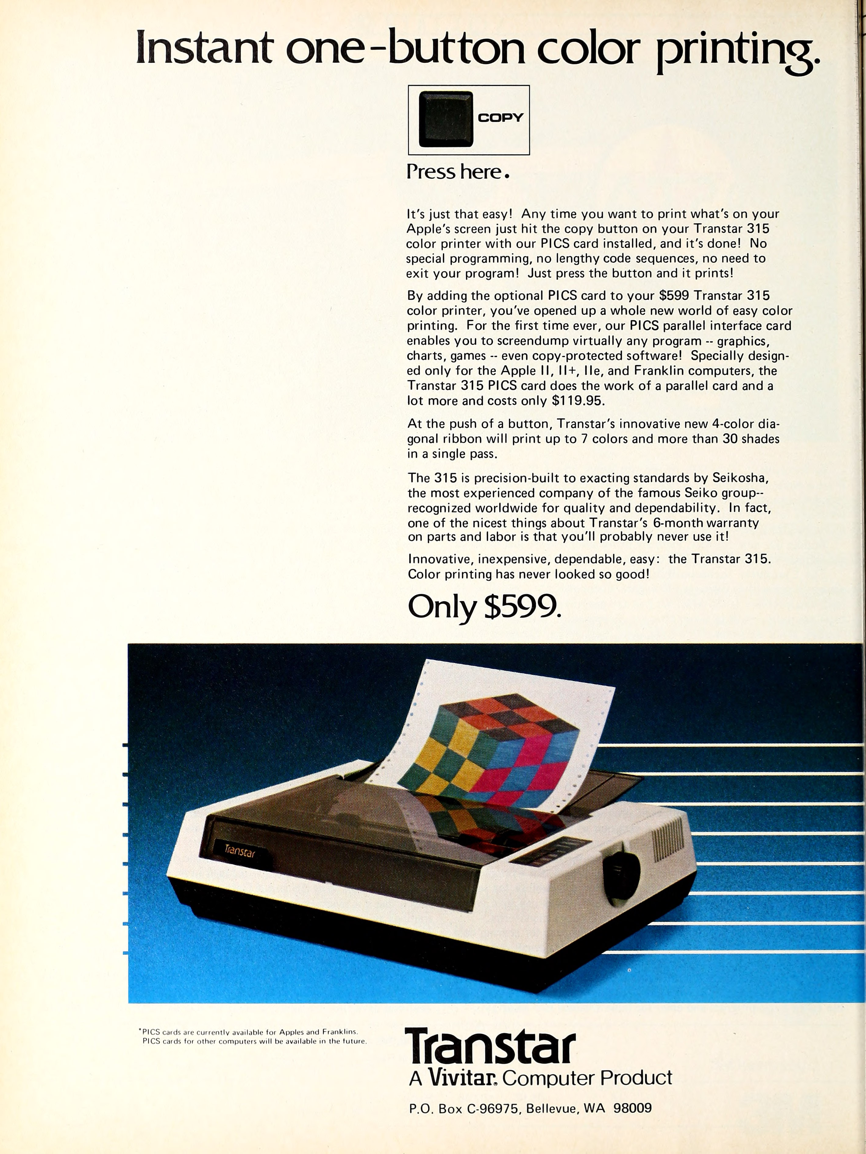 Instant one-button color printing.
COPY
Press here.
It's just that easy! Any time you want to print what's on your
Apple's screen just hit the copy button on your Transtar 315
color printer with our PICS card installed, and it's done! No
special programming, no lengthy code sequences, no need to
exit your program! Just press the button and it prints!
By adding the optional PICS card to your $599 Transtar 315
color printer, you've opened up a whole new world of easy color
printing. For the first time ever, our PICS parallel interface card
enables you to screendump virtually any program -- graphics,
charts, games -- even copy-protected software! Specially design-
ed only for the Apple II, II+, IIe, and Franklin computers, the
Transtar 315 PICS card does the work of a parallel card and a
lot more and costs only $119.95.
At the push of a button, Transtar's innovative new 4-color dia-
gonal ribbon will print up to 7 colors and more than 30 shades
in a single pass.
The 315 is precision-built to exacting standards by Seikosha,
the most experienced company of the famous Seiko group--
recognized worldwide for quality and dependability. In fact,
one of the nicest things about Transtar's 6-month warranty
on parts and labor is that you'll probably never use it!
Innovative, inexpensive, dependable, easy: the Transtar 315.
Color printing has never looked so good!
Only $599.
Transtar
*PICS cards are currently available for Apples and Franklins.
PICS cards for other computers will be available in the future.
Transtar
A Vivitar® Computer Product
P.O. Box C-96975, Bellevue, WA 98009